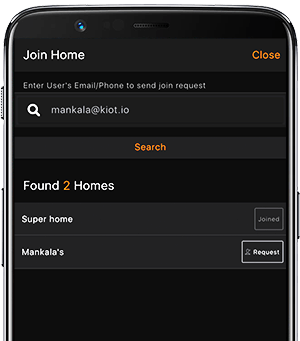 Join Home Close
Enter User's Email/Phone to send join request
mankala@kiot.io
Search
Found 2 Homes
Super home Joined
Mankala's Request